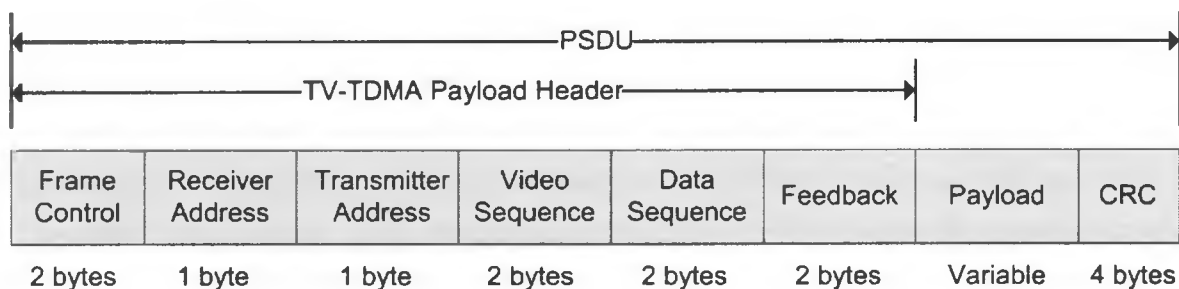 PSDU
TV-TDMA Payload Header
Frame Control
Receiver Address
Transmitter Address
Video Sequence
Data Sequence
Feedback
Payload
CRC
2 bytes
1 byte
1 byte
2 bytes
2 bytes
2 bytes
Variable
4 bytes